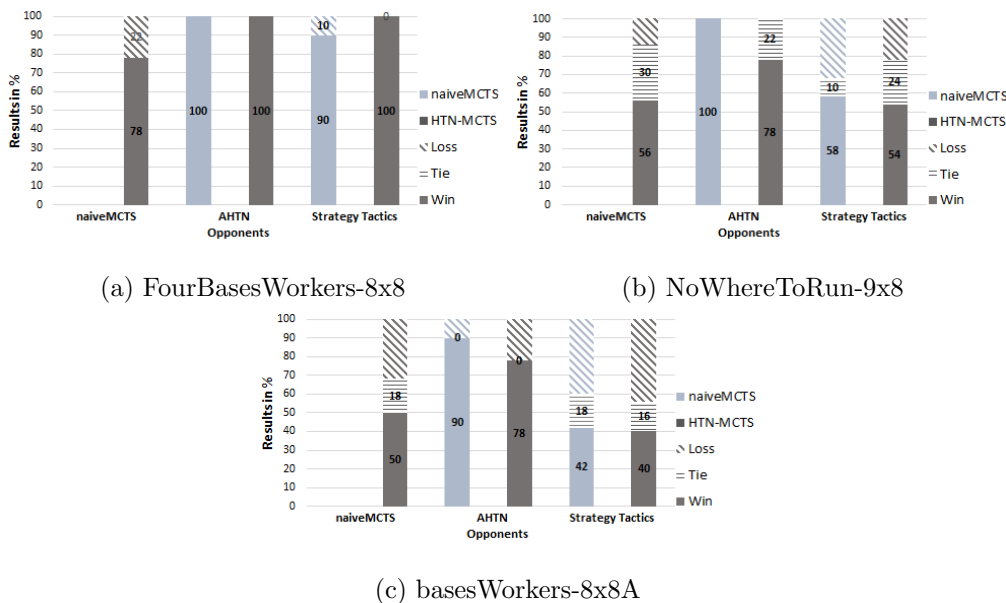 100
90
80
70
60
50
40
30
20
10
0
Results in %
22
78
100
100
10
90
0
100
naiveMCTS
AHTN
Strategy Tactics
Opponents
naiveMCTS
HTN-MCTS
Loss
Tie
Win
(a) FourBasesWorkers-8x8
100
90
80
70
60
50
40
30
20
10
0
Results in %
30
56
100
22
78
10
58
24
54
naiveMCTS
AHTN
Strategy Tactics
Opponents
naiveMCTS
HTN-MCTS
Loss
Tie
Win
(b) NoWhereToRun-9x8
100
90
80
70
60
50
40
30
20
10
0
Results in %
18
50
0
90
0
78
18
42
16
40
naiveMCTS
AHTN
Strategy Tactics
Opponents
naiveMCTS
HTN-MCTS
Loss
Tie
Win
(c) basesWorkers-8x8A